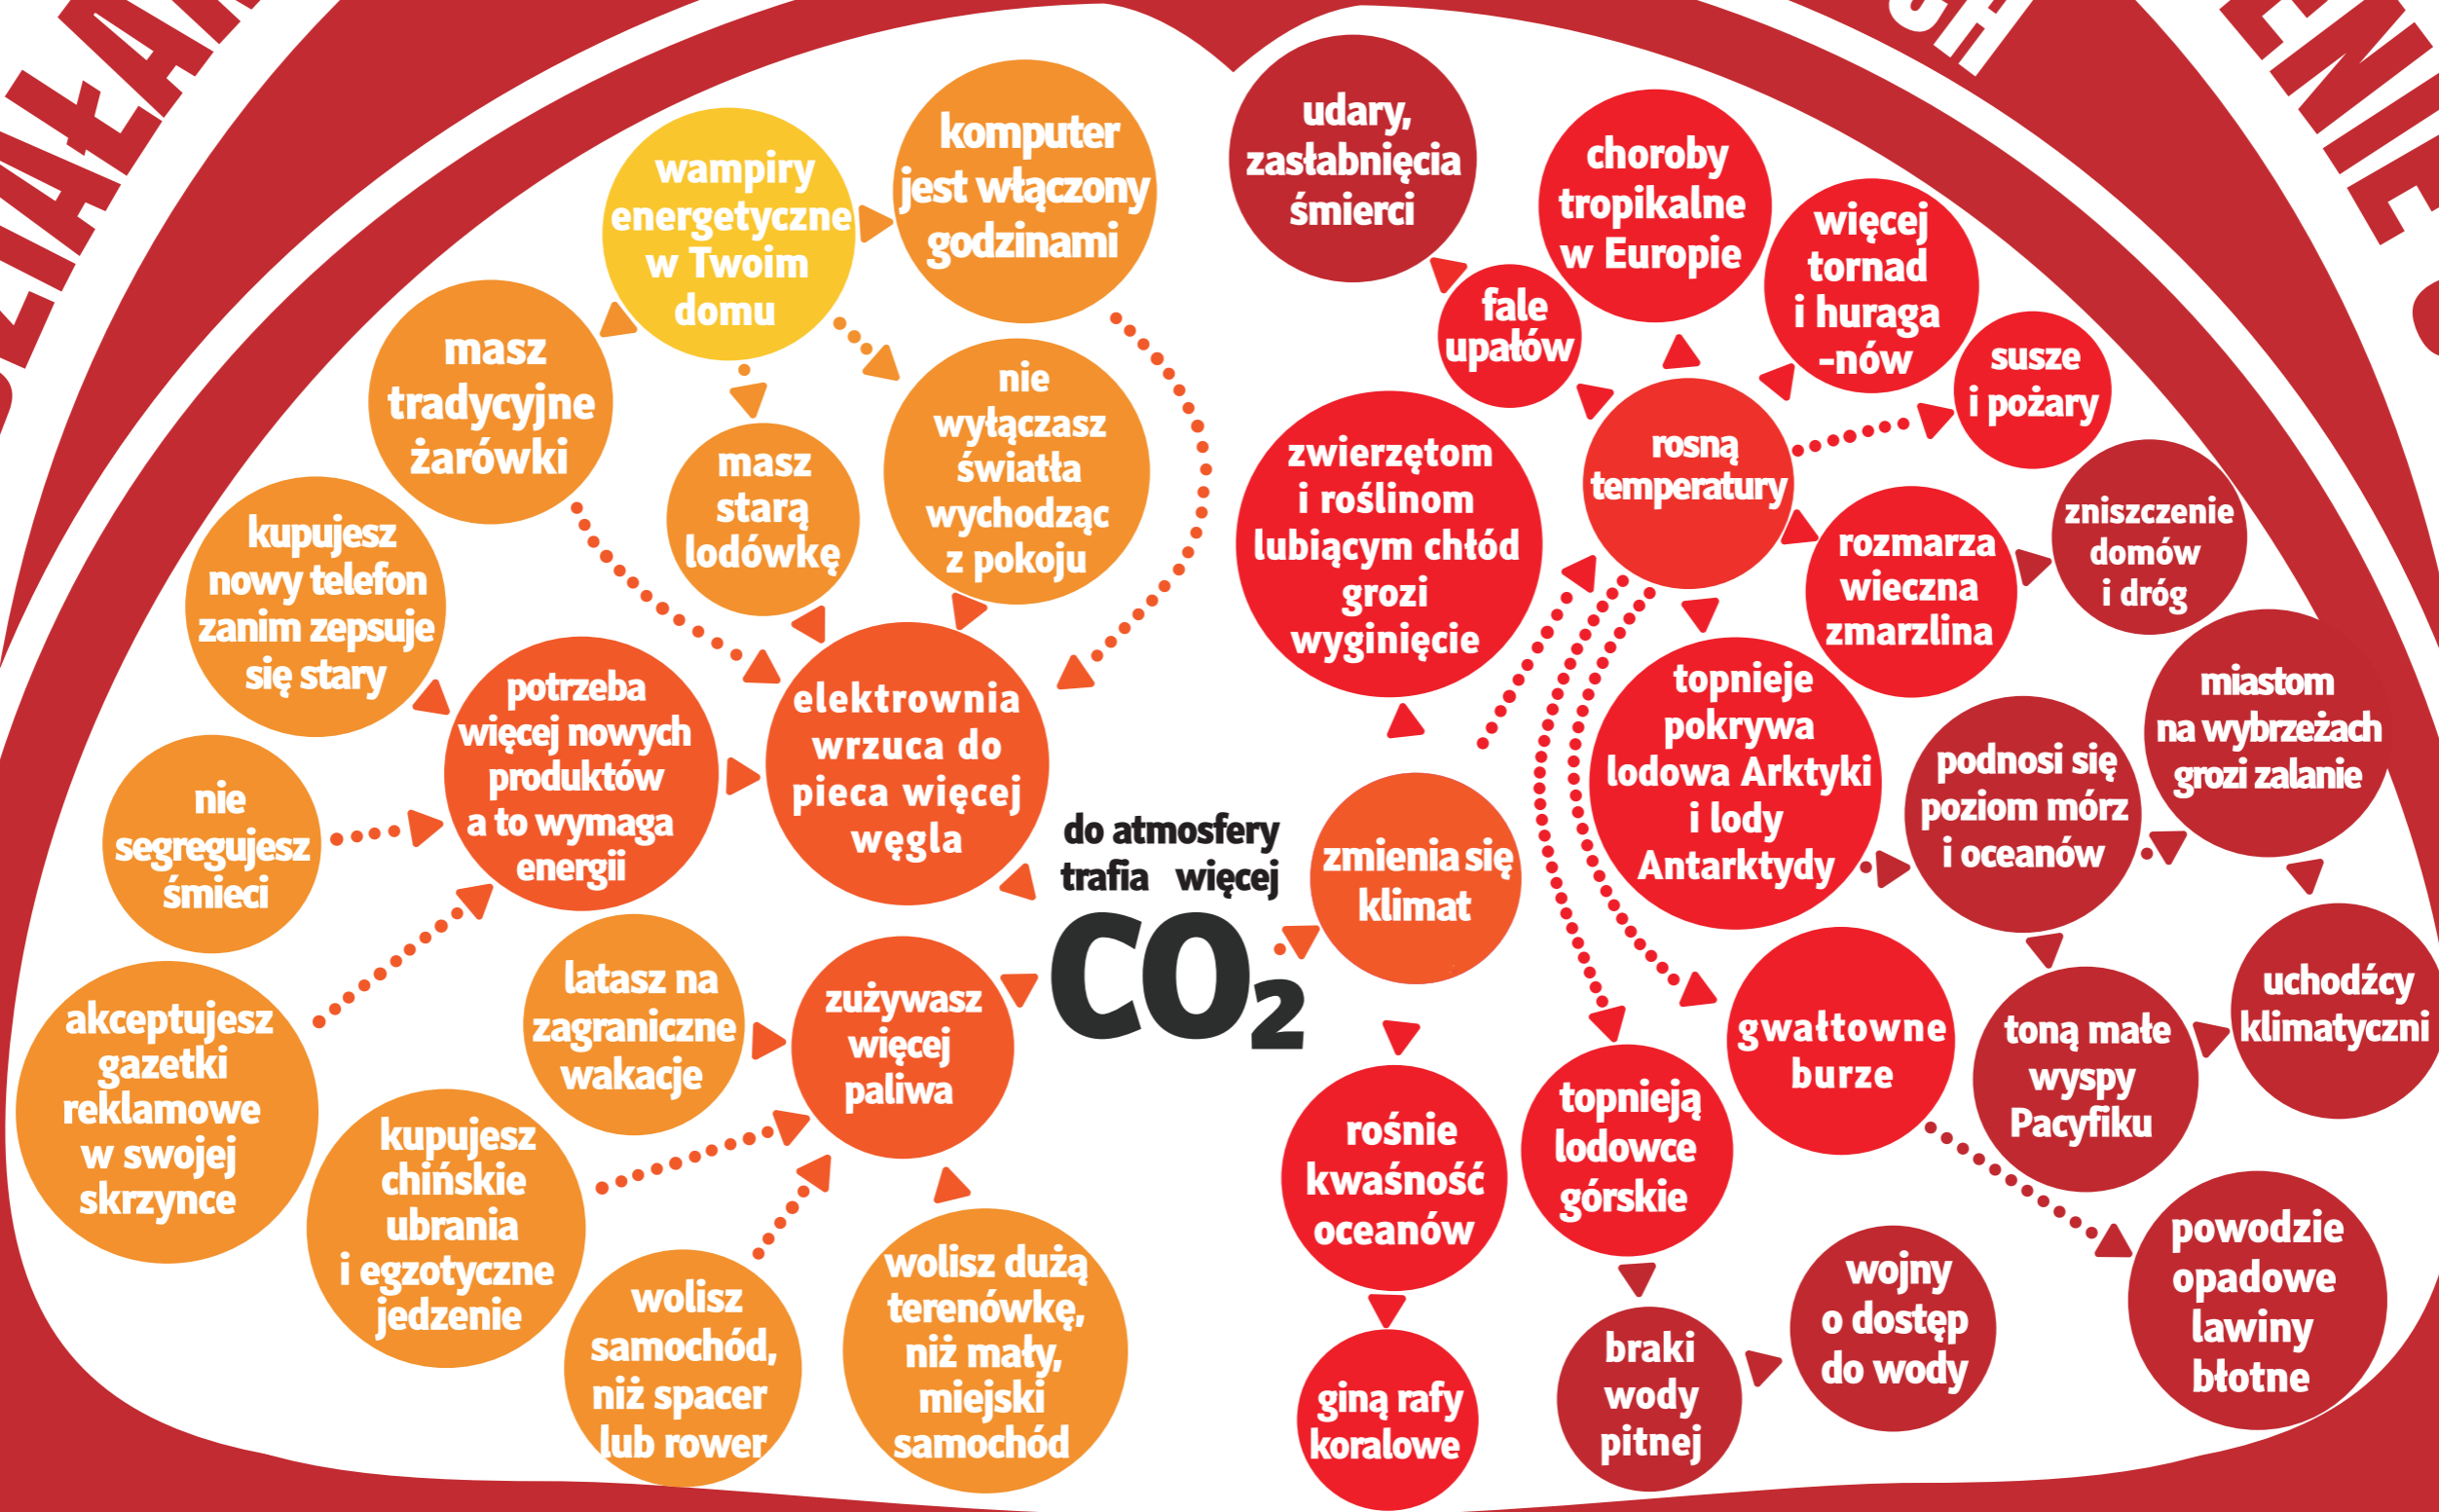 wampiry
energetyczne
w Twoim
domu
komputer
jest włączony
godzinami
masz
tradycyjne
żarówki
masz
starą
lodówkę
nie
wyłączasz
światła
wychodząc
z pokoju
kupujesz
nowy telefon
zanim zepsuje
się stary
potrzeba
więcej nowych
produktów
a to wymaga
energii
elektrownia
wrzuca do
pieca więcej
węgla
nie
segregujesz
śmieci
akceptujesz
gazetki
reklamowe
w swojej
skrzynce
latasz na
zagraniczne
wakacje
zużywasz
więcej
paliwa
kupujesz
chińskie
ubrania
i egzotyczne
jedzenie
wolisz
samochód,
niż spacer
lub rower
wolisz dużą
terenówkę,
niż mały,
miejski
samochód
do atmosfery
trafia więcej
CO₂
zmienia się
klimat
udary,
zasłabnięcia
śmierci
choroby
tropikalne
w Europie
więcej
tornad
i huraga
-nów
fale
upałów
susze
i pożary
zwierzętom
i roślinom
lubiącym chłód
grozi
wyginięcie
rosną
temperatury
rozmarza
wieczna
zmarzlina
zniszczenie
domów
i dróg
topnieje
pokrywa
lodowa Arktyki
i lody
Antarktydy
podnosi się
poziom mórz
i oceanów
miastom
na wybrzeżach
grozi zalanie
uchodźcy
klimatyczni
toną małe
wyspy
Pacyfiku
gwałtowne
burze
rośnie
kwaśność
oceanów
topnieją
lodowce
górskie
giną rafy
koralowe
braki
wody
pitnej
wojny
o dostęp
do wody
powodzie
opadowe
lawiny
błotne